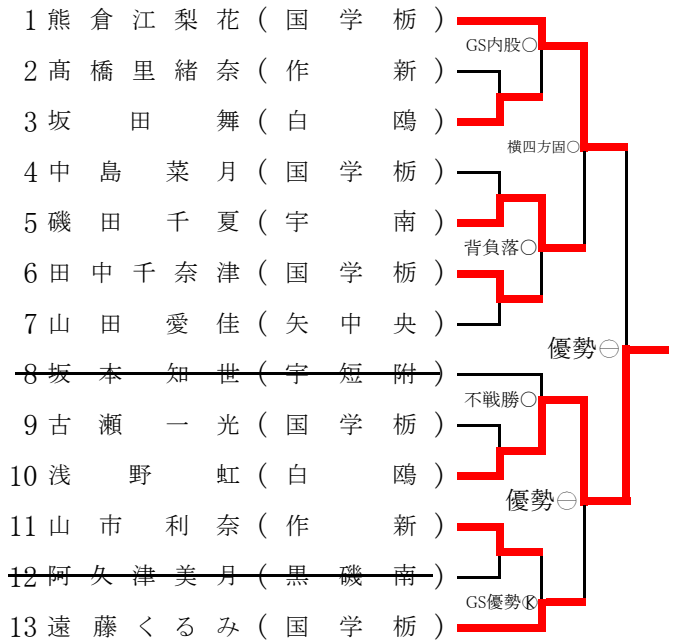 1 熊倉江梨花(国学栃)
GS内股○
2 髙橋里緒奈(作新)
3 坂田舞(白鴎)
横四方固○
4 中島菜月(国学栃)
5 磯田千夏(宇南)
背負落○
6 田中千奈津(国学栃)
7 山田愛佳(矢中央)
優勢㊀
8 坂本知世(宇短附)
不戦勝○
9 古瀬一光(国学栃)
10 浅野虹(白鴎)
優勢㊀
11 山市利奈(作新)
12 阿久津美月(黒磯南)
GS優勢Ⓚ
13 遠藤くるみ(国学栃)